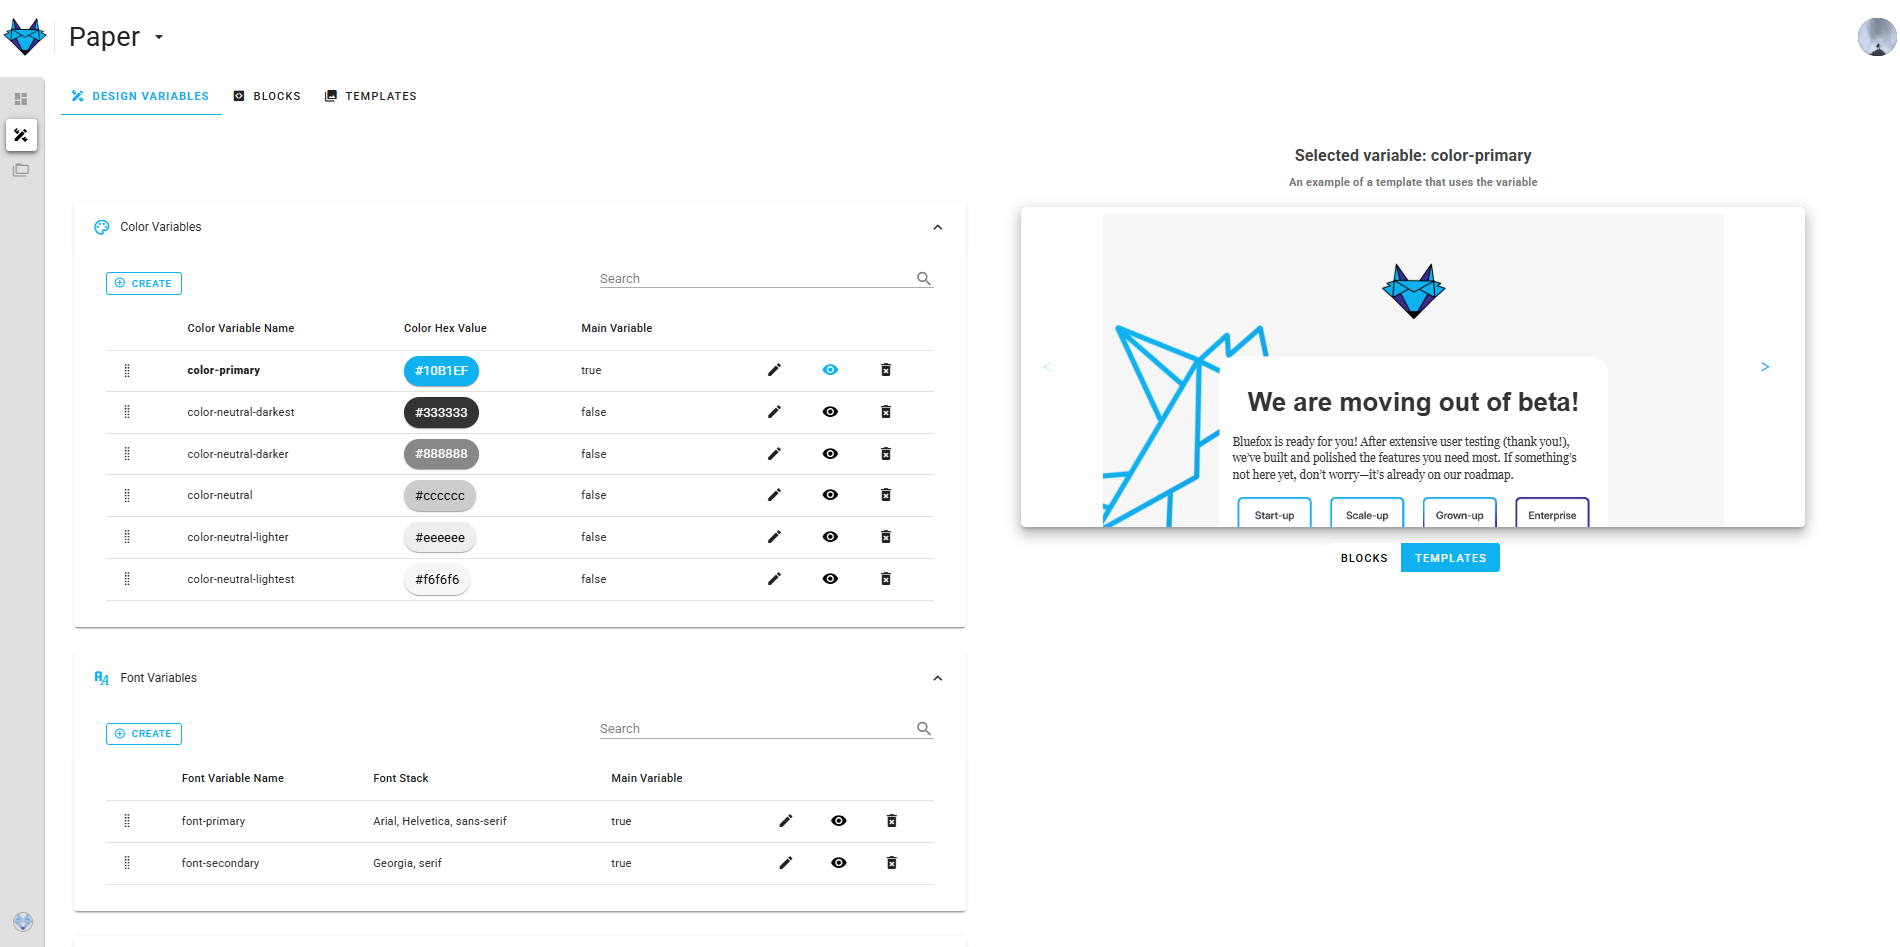 Paper
DESIGN VARIABLES
BLOCKS
TEMPLATES
Selected variable: color-primary
An example of a template that uses the variable
Color Variables
CREATE
Search
Color Variable Name Color Hex Value Main Variable
color-primary #10B1EF true
color-neutral-darkest #333333 false
color-neutral-darker #888888 false
color-neutral #cccccc false
color-neutral-lighter #eeeeee false
color-neutral-lightest #f6f6f6 false
Font Variables
CREATE
Search
Font Variable Name Font Stack Main Variable
font-primary Arial, Helvetica, sans-serif true
font-secondary Georgia, serif true
<
We are moving out of beta!
Bluefox is ready for you! After extensive user testing (thank you!),
we’ve built and polished the features you need most. If something’s
not here yet, don’t worry—it’s already on our roadmap.
Start-up Scale-up Grown-up Enterprise
>
BLOCKS TEMPLATES